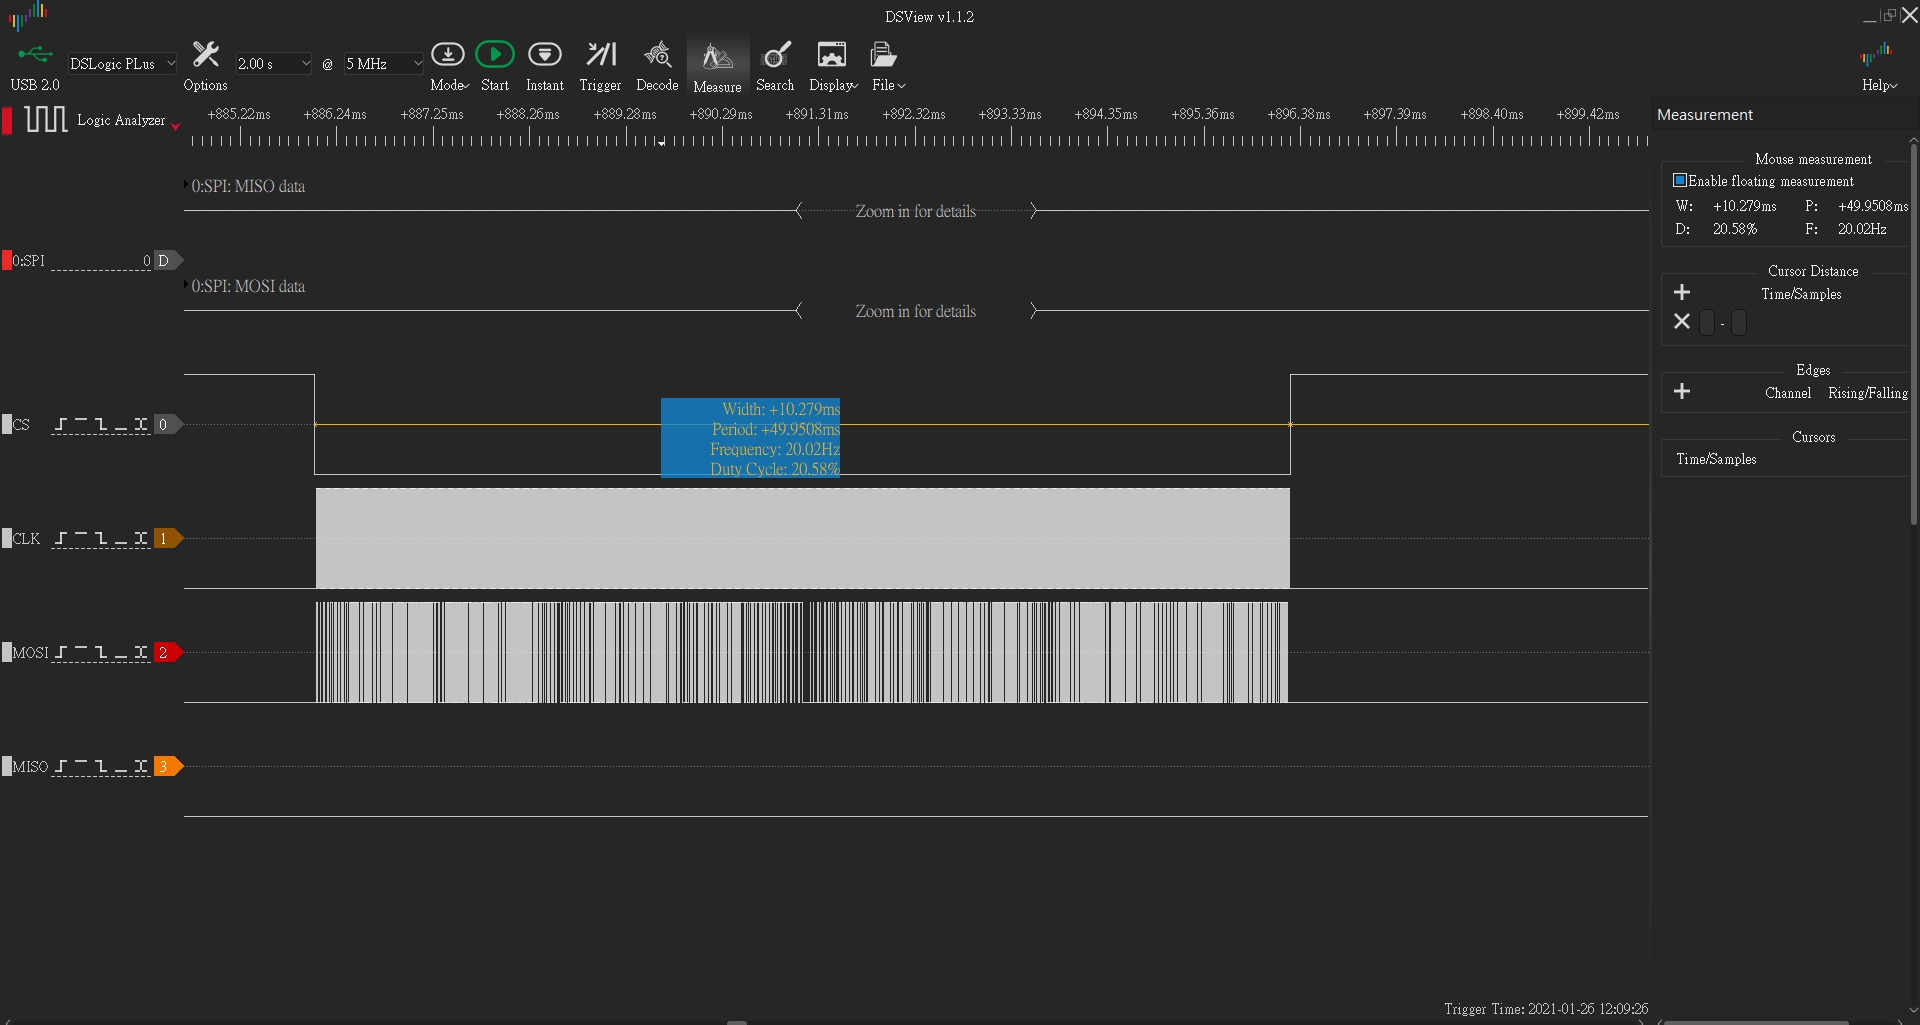 DSView v1.1.2
USB 2.0
DSLogic PLus
Options
2.00 s
@
5 MHz
Mode
Start
Instant
Trigger
Decode
Measure
Search
Display
File
Help
Logic Analyzer
+885.22ms +886.24ms +887.25ms +888.26ms +889.28ms +890.29ms +891.31ms +892.32ms +893.33ms +894.35ms +895.36ms +896.38ms +897.39ms +898.40ms +899.42ms
0:SPI: MISO data
Zoom in for details
0:SPI 0 D
0:SPI: MOSI data
Zoom in for details
CS 0
Width: +10.279ms
Period: +49.9508ms
Frequency: 20.02Hz
Duty Cycle: 20.58%
CLK 1
MOSI 2
MISO 3
Measurement
Mouse measurement
Enable floating measurement
W: +10.279ms P: +49.9508ms
D: 20.58% F: 20.02Hz
Cursor Distance
Time/Samples
-
Edges
Channel Rising/Falling
Cursors
Time/Samples
Trigger Time: 2021-01-26 12:09:26